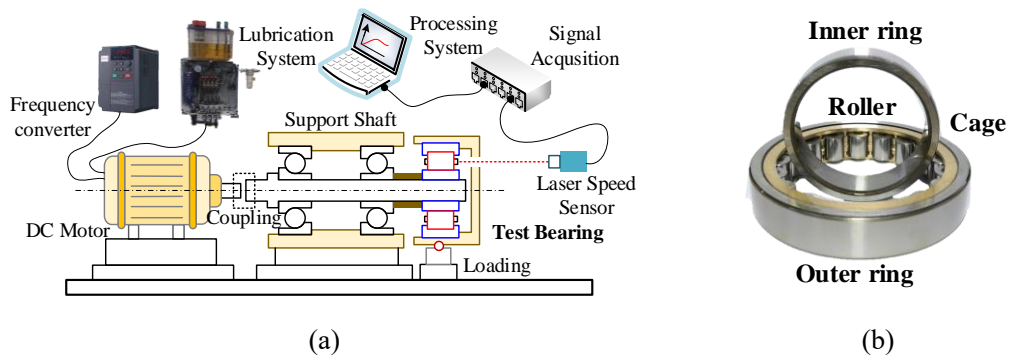 Lubrication
System
Processing
System
Signal
Acqusition
Frequency
converter
Support Shaft
Laser Speed
Sensor
DC Motor
Coupling
Test Bearing
Loading
(a)
Inner ring
Roller
Cage
Outer ring
(b)